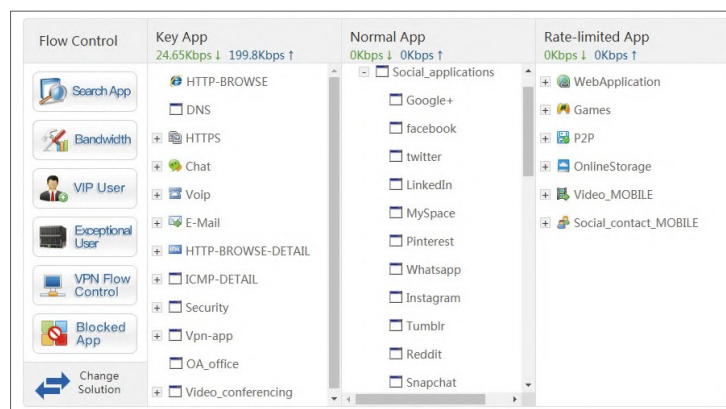 Flow Control
Search App
Bandwidth
VIP User
Exceptional
User
VPN Flow
Control
Blocked
App
Change
Solution
Key App
24.65Kbps↓ 199.8Kbps↑
HTTP-BROWSE
DNS
HTTPS
Chat
Voip
E-Mail
HTTP-BROWSE-DETAIL
ICMP-DETAIL
Security
Vpn-app
OA_office
Video_conferencing
Normal App
0Kbps↓ 0Kbps↑
Social_applications
Google+
facebook
twitter
LinkedIn
MySpace
Pinterest
Whatsapp
Instagram
Tumblr
Reddit
Snapchat
Rate-limited App
0Kbps↓ 0Kbps↑
WebApplication
Games
P2P
OnlineStorage
Video_MOBILE
Social_contact_MOBILE